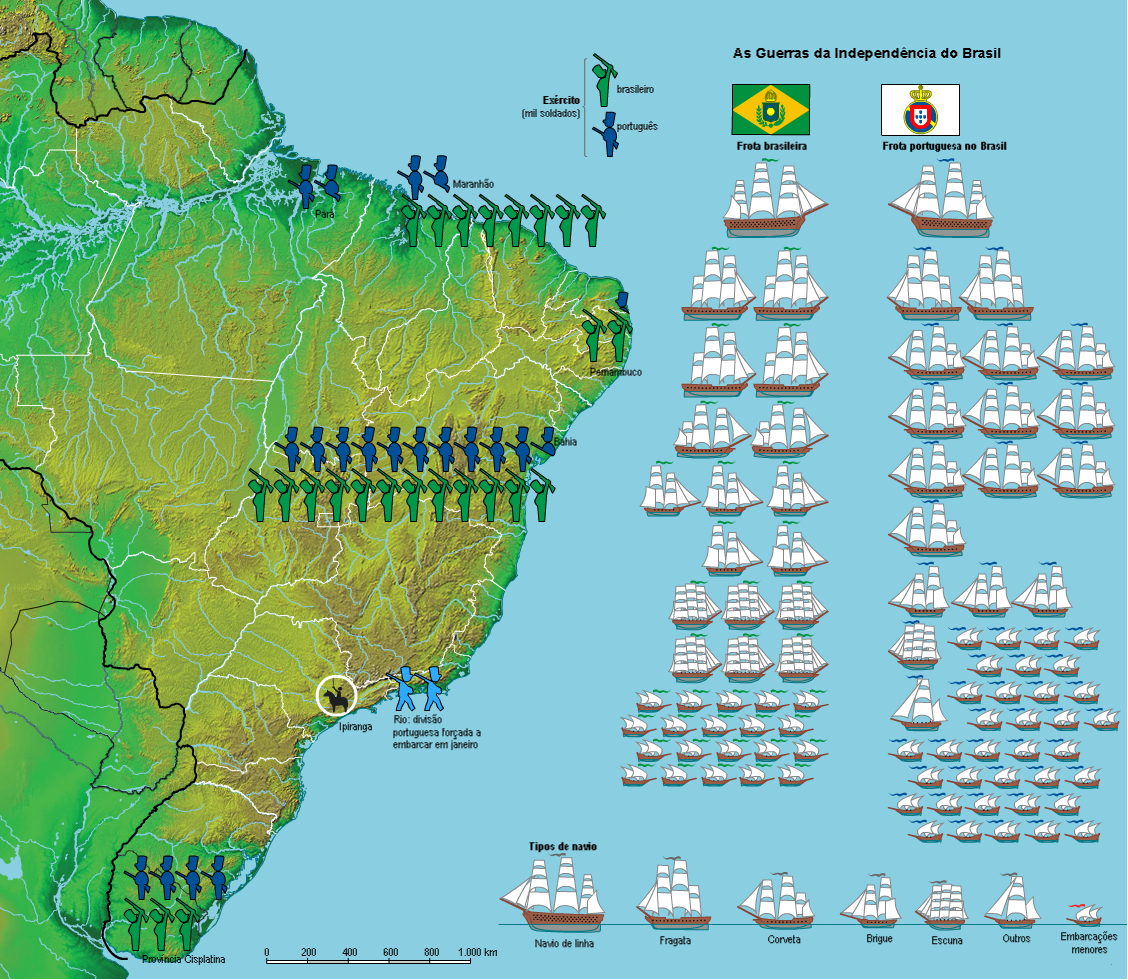 As Guerras da Independência do Brasil
Exército
(mil soldados)
brasileiro
português
Frota brasileira
Frota portuguesa no Brasil
Maranhão
Pará
Pernambuco
Bahia
Ipiranga
Rio: divisão
portuguesa forçada a
embarcar em janeiro
Província Cisplatina
0 200 400 600 800 1.000 km
Tipos de navio
Navio de linha
Fragata
Corveta
Brigue
Escuna
Outros
Embarcações
menores